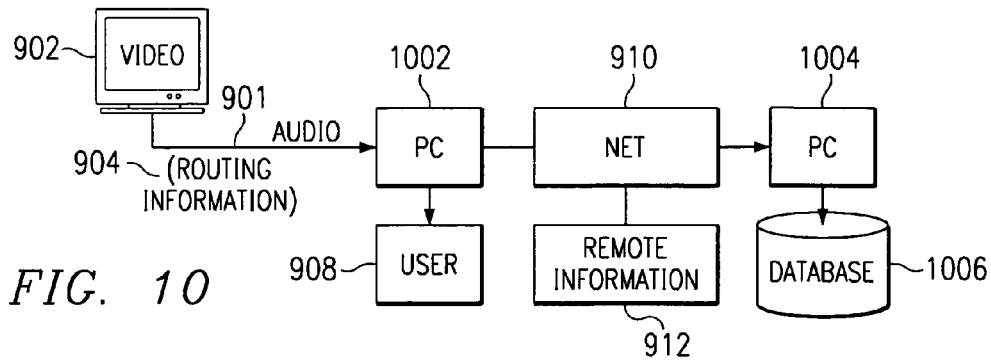 902
VIDEO
901
AUDIO
904
(ROUTING
INFORMATION)
1002
PC
910
NET
1004
PC
908
USER
REMOTE
INFORMATION
912
DATABASE
1006
FIG. 10